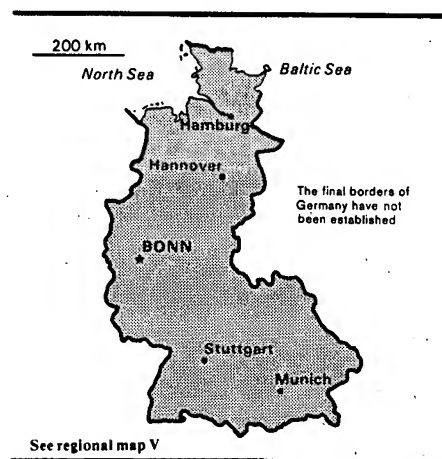 200 km
North Sea
Baltic Sea
Hamburg
Hannover
The final borders of
Germany have not
been established
BONN
Stuttgart
Munich
See regional map V